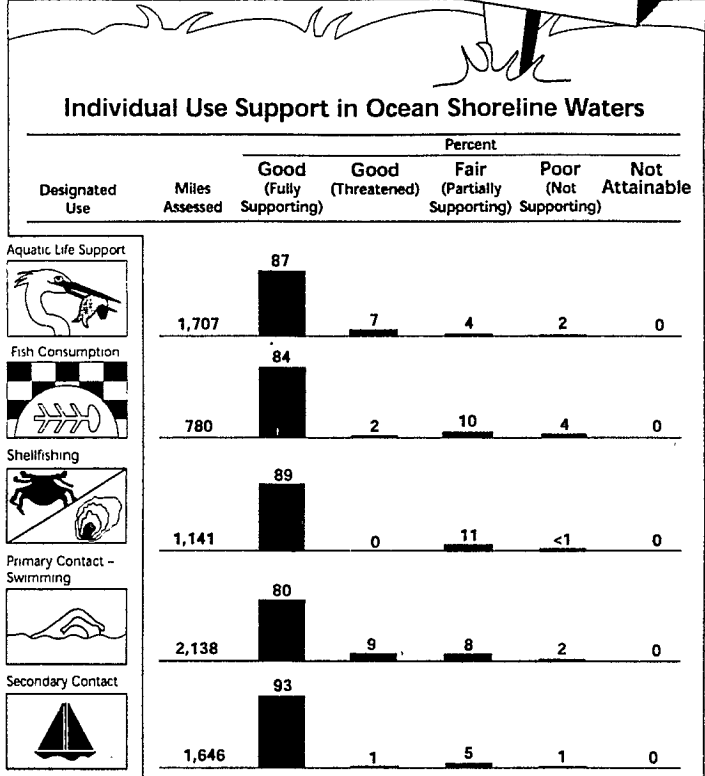 Individual Use Support in Ocean Shoreline Waters
Percent
Designated Use
Miles Assessed
Good (Fully Supporting)
Good (Threatened)
Fair (Partially Supporting)
Poor (Not Supporting)
Not Attainable
Aquatic Life Support
1,707 87 7 4 2 0
Fish Consumption
780 84 2 10 4 0
Shellfishing
1,141 89 0 11 <1 0
Primary Contact –
Swimming
2,138 80 9 8 2 0
Secondary Contact
1,646 93 1 5 1 0